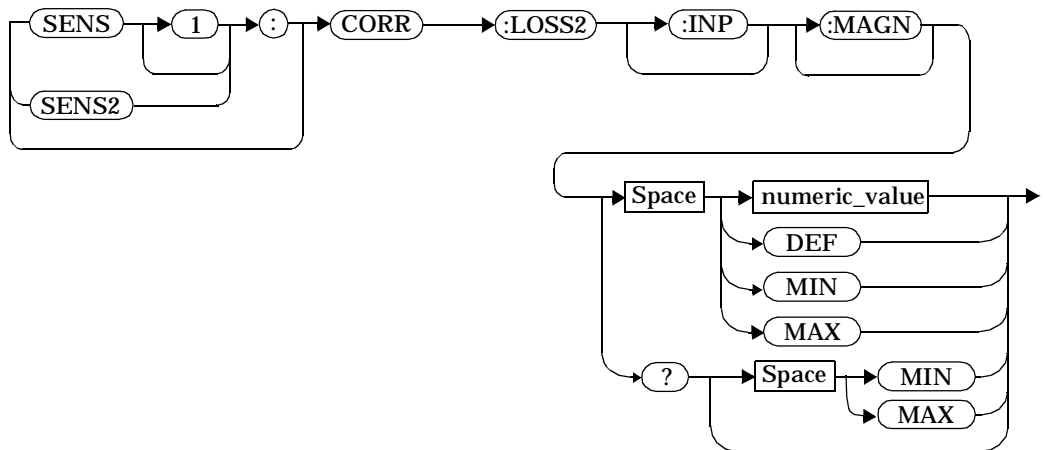 SENS 1 : CORR :LOSS2 :INP :MAGN
SENS2
Space numeric_value
DEF
MIN
MAX
? Space MIN
MAX